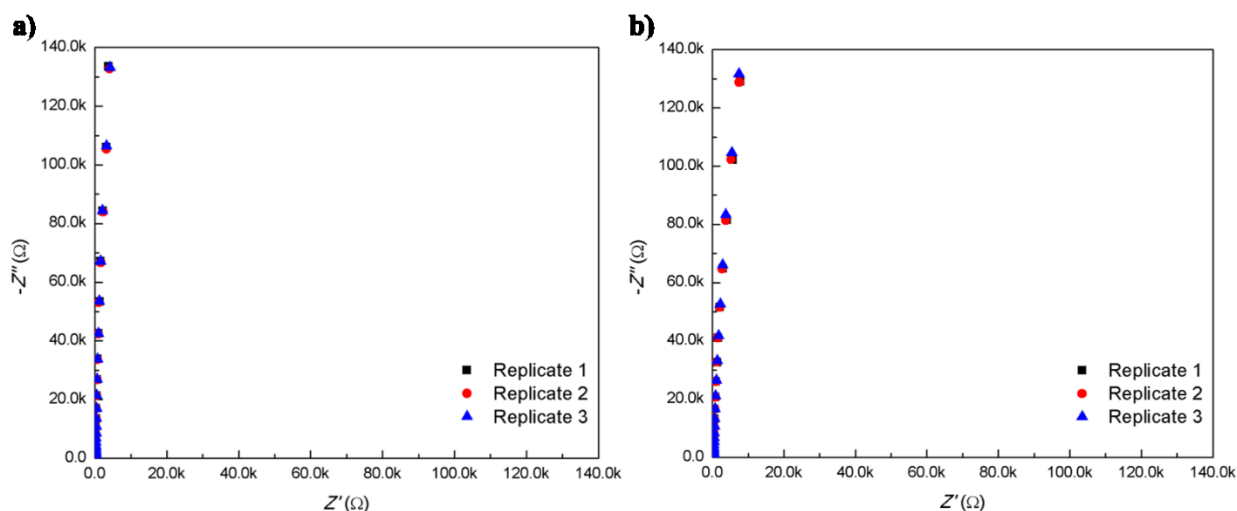 a)
140.0k
120.0k
100.0k
80.0k
60.0k
40.0k
20.0k
0.0
-Z'' (Ω)
Replicate 1
Replicate 2
Replicate 3
0.0 20.0k 40.0k 60.0k 80.0k 100.0k 120.0k 140.0k
Z' (Ω)
b)
140.0k
120.0k
100.0k
80.0k
60.0k
40.0k
20.0k
0.0
-Z'' (Ω)
Replicate 1
Replicate 2
Replicate 3
0.0 20.0k 40.0k 60.0k 80.0k 100.0k 120.0k 140.0k
Z' (Ω)